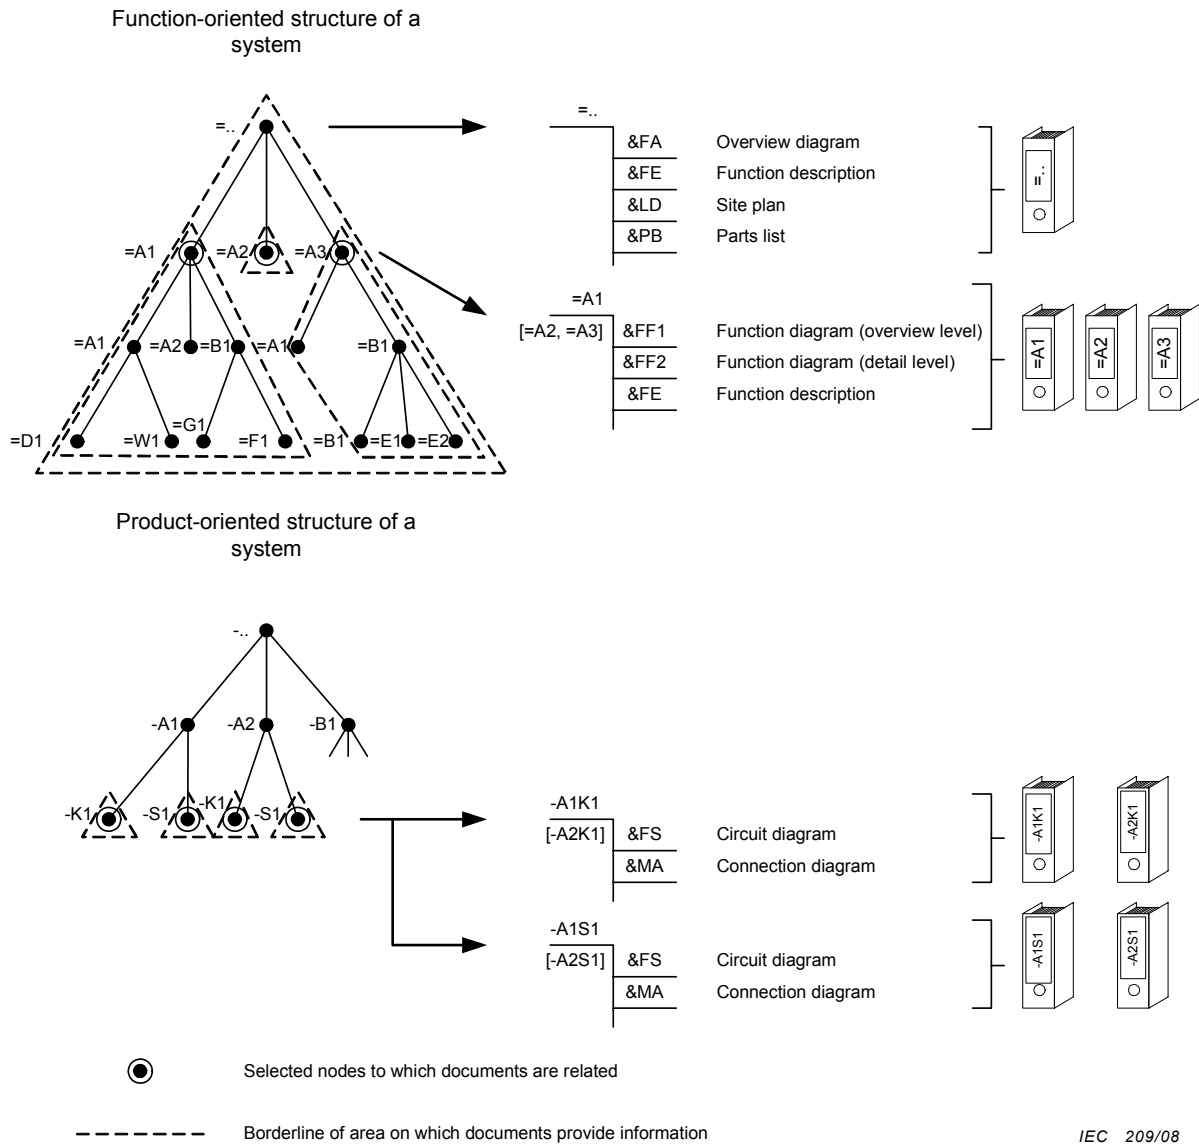 Function-oriented structure of a
system
=..
=A1
=A2
=A3
=A1
=A2
=B1
=A1
=B1
=D1
=W1
=G1
=F1
=B1
=E1
=E2
=..
&FA Overview diagram
&FE Function description
&LD Site plan
&PB Parts list
=..
=A1
[=A2, =A3] &FF1 Function diagram (overview level)
&FF2 Function diagram (detail level)
&FE Function description
=A1
=A2
=A3
Product-oriented structure of a
system
-..
-A1
-A2
-B1
-K1
-S1
-K1
-S1
-A1K1
[-A2K1] &FS Circuit diagram
&MA Connection diagram
-A1K1
-A2K1
-A1S1
[-A2S1] &FS Circuit diagram
&MA Connection diagram
-A1S1
-A2S1
Selected nodes to which documents are related
Borderline of area on which documents provide information
IEC 209/08